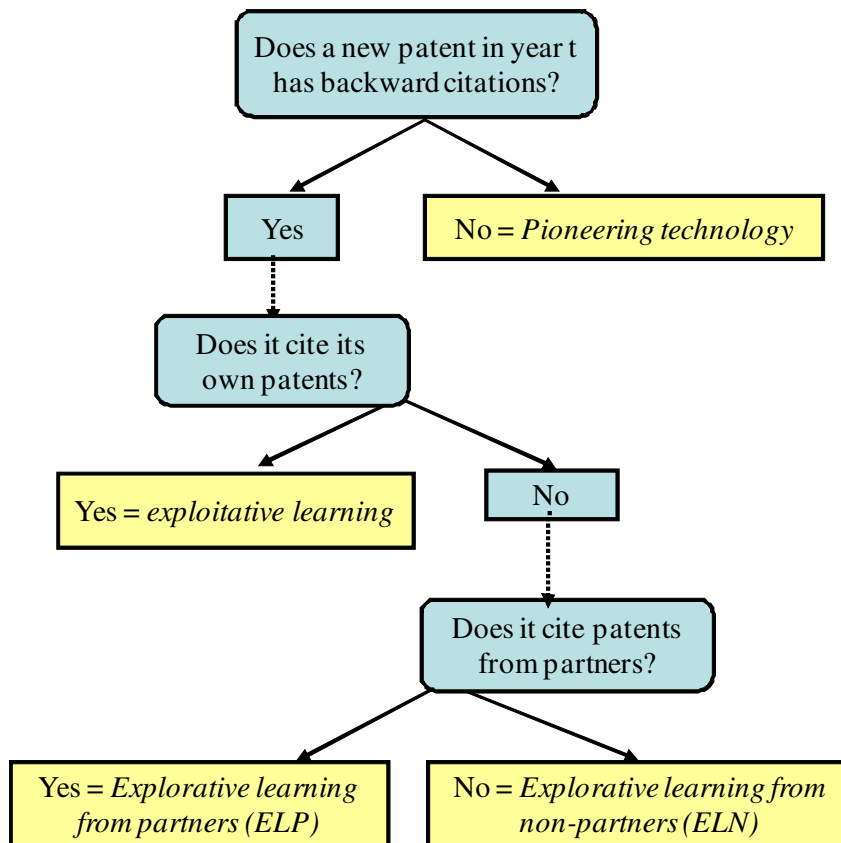 Does a new patent in year t
has backward citations?
Yes
No = Pioneering technology
Does it cite its
own patents?
Yes = exploitative learning
No
Does it cite patents
from partners?
Yes = Explorative learning
from partners (ELP)
No = Explorative learning from
non-partners (ELN)